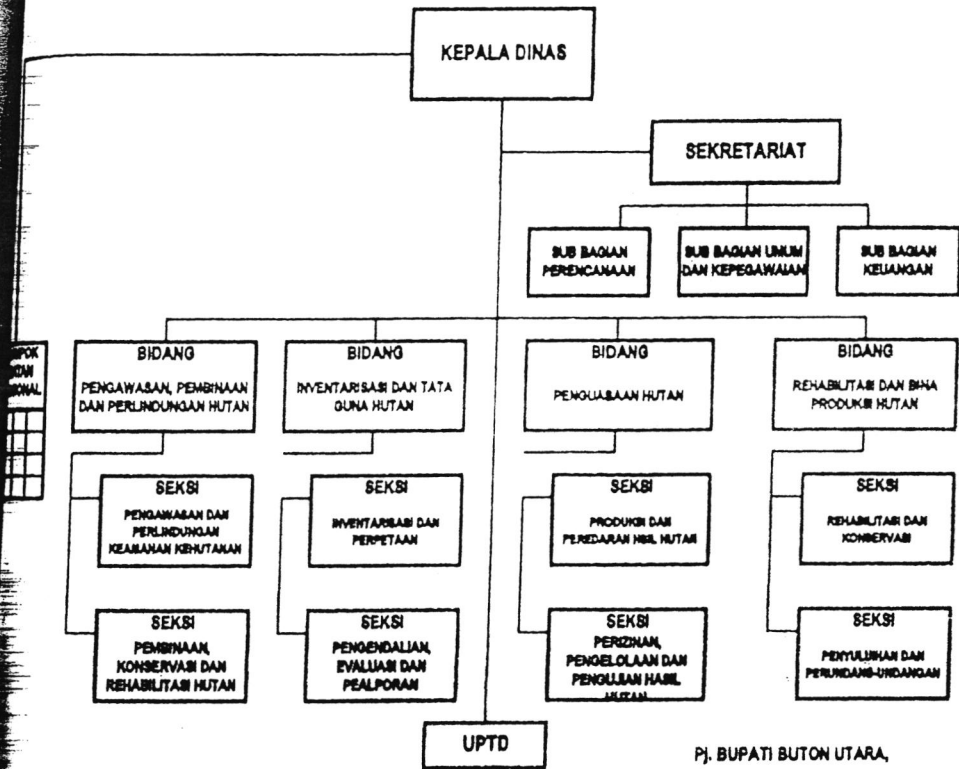 KEPALA DINAS
SEKRETARIAT
SUB BAGIAN
PERENCANAAN
SUB BAGIAN UMUM
DAN KEPEGAWAIAN
SUB BAGIAN
KEUANGAN
BIDANG
PENGAWASAN, PEMBINAAN
DAN PERLINDUNGAN HUTAN
BIDANG
INVENTARISASI DAN TATA
GUNA HUTAN
BIDANG
PENGUASAAN HUTAN
BIDANG
REHABILITASI DAN BINA
PRODUKSI HUTAN
SEKSI
PENGAWASAN DAN
PERLINDUNGAN
KEAMANAN KEHUTANAN
SEKSI
INVENTARISASI DAN
PERPETAAN
SEKSI
PRODUKSI DAN
PEREDARAN HSIL HUTAN
SEKSI
REHABILITASI DAN
KONSERVASI
SEKSI
PEMBINAAN,
KONSERVASI DAN
REHABILITASI HUTAN
SEKSI
PENGENDALIAN,
EVALUASI DAN
PEALPORAN
SEKSI
PERIZINAN,
PENGELOLAAN DAN
PENGUJIAN HASIL
HUTAN
SEKSI
PENYULUHAN DAN
PERUNDANG-UNDANGAN
UPTD
Pj. BUPATI BUTON UTARA,